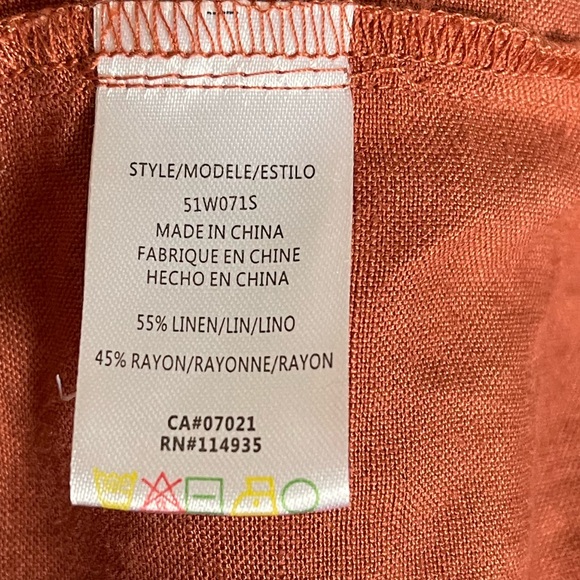 STYLE/MODELE/ESTILO
51W071S
MADE IN CHINA
FABRIQUE EN CHINE
HECHO EN CHINA
55% LINEN/LIN/LINO
45% RAYON/RAYONNE/RAYON
CA#07021
RN#114935